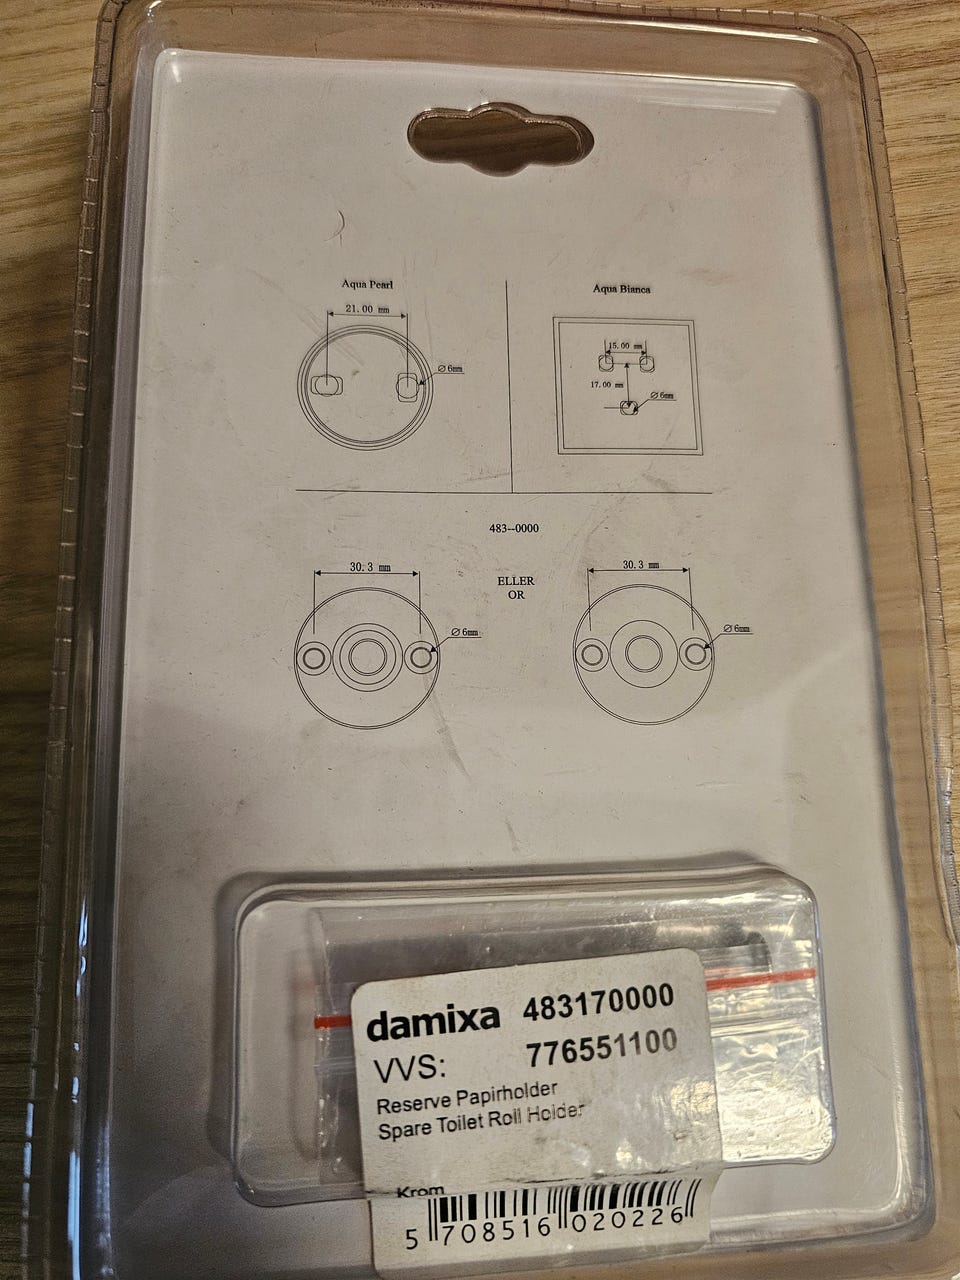 Aqua Pearl
21.00 mm
∅ 6mm
Aqua Bianca
15.00 mm
17.00 mm
∅ 6mm
483--0000
30.3 mm
∅ 6mm
ELLER
OR
30.3 mm
∅ 6mm
damixa 483170000
VVS: 776551100
Reserve Papirholder
Spare Toilet Roll Holder
Krom
5 708516 020226